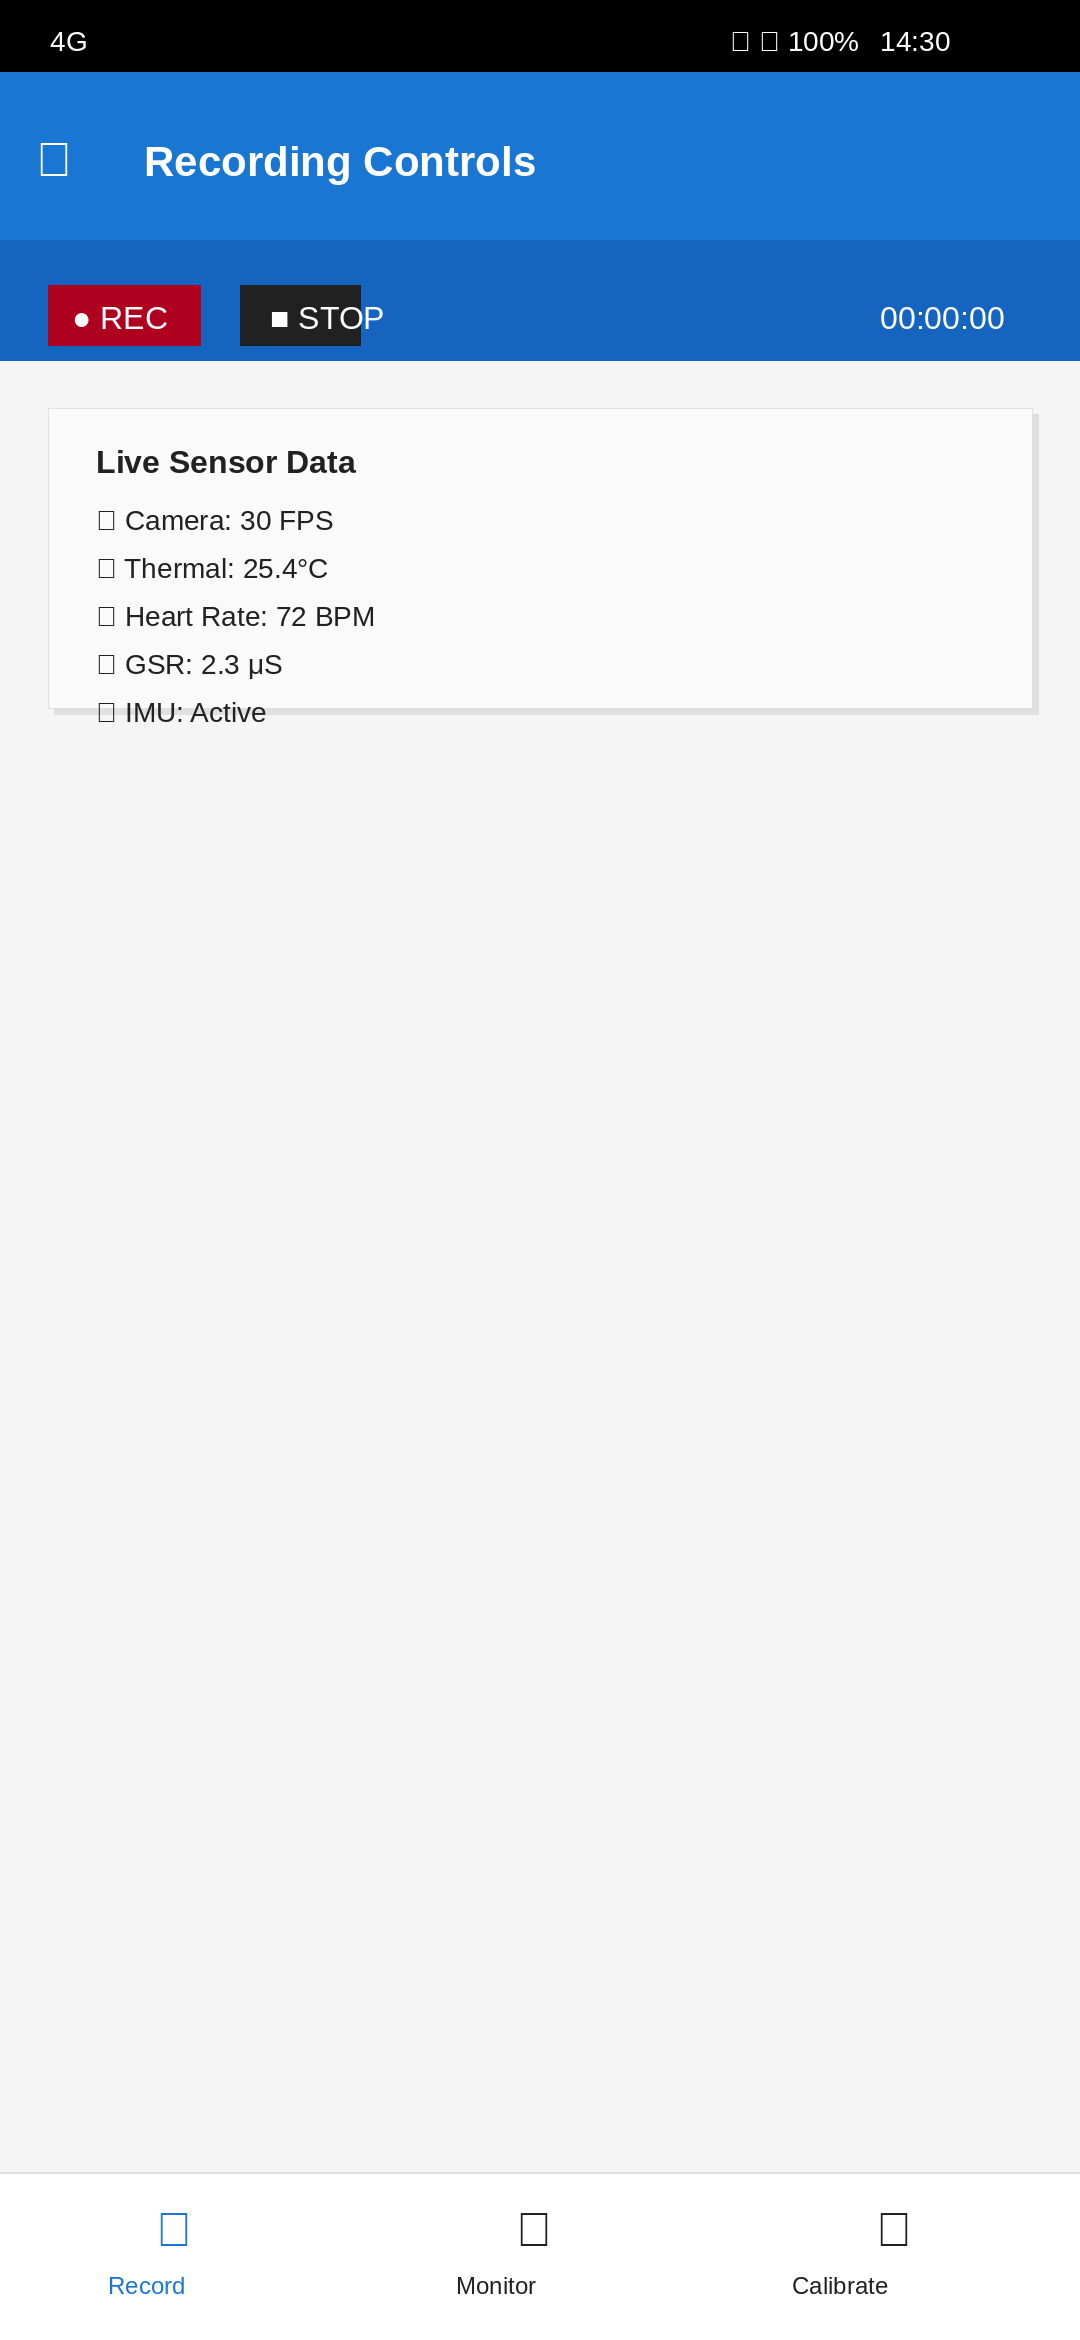 4G 100% 14:30
Recording Controls
● REC ■ STOP 00:00:00
Live Sensor Data
Camera: 30 FPS
Thermal: 25.4°C
Heart Rate: 72 BPM
GSR: 2.3 μS
IMU: Active
Record Monitor Calibrate